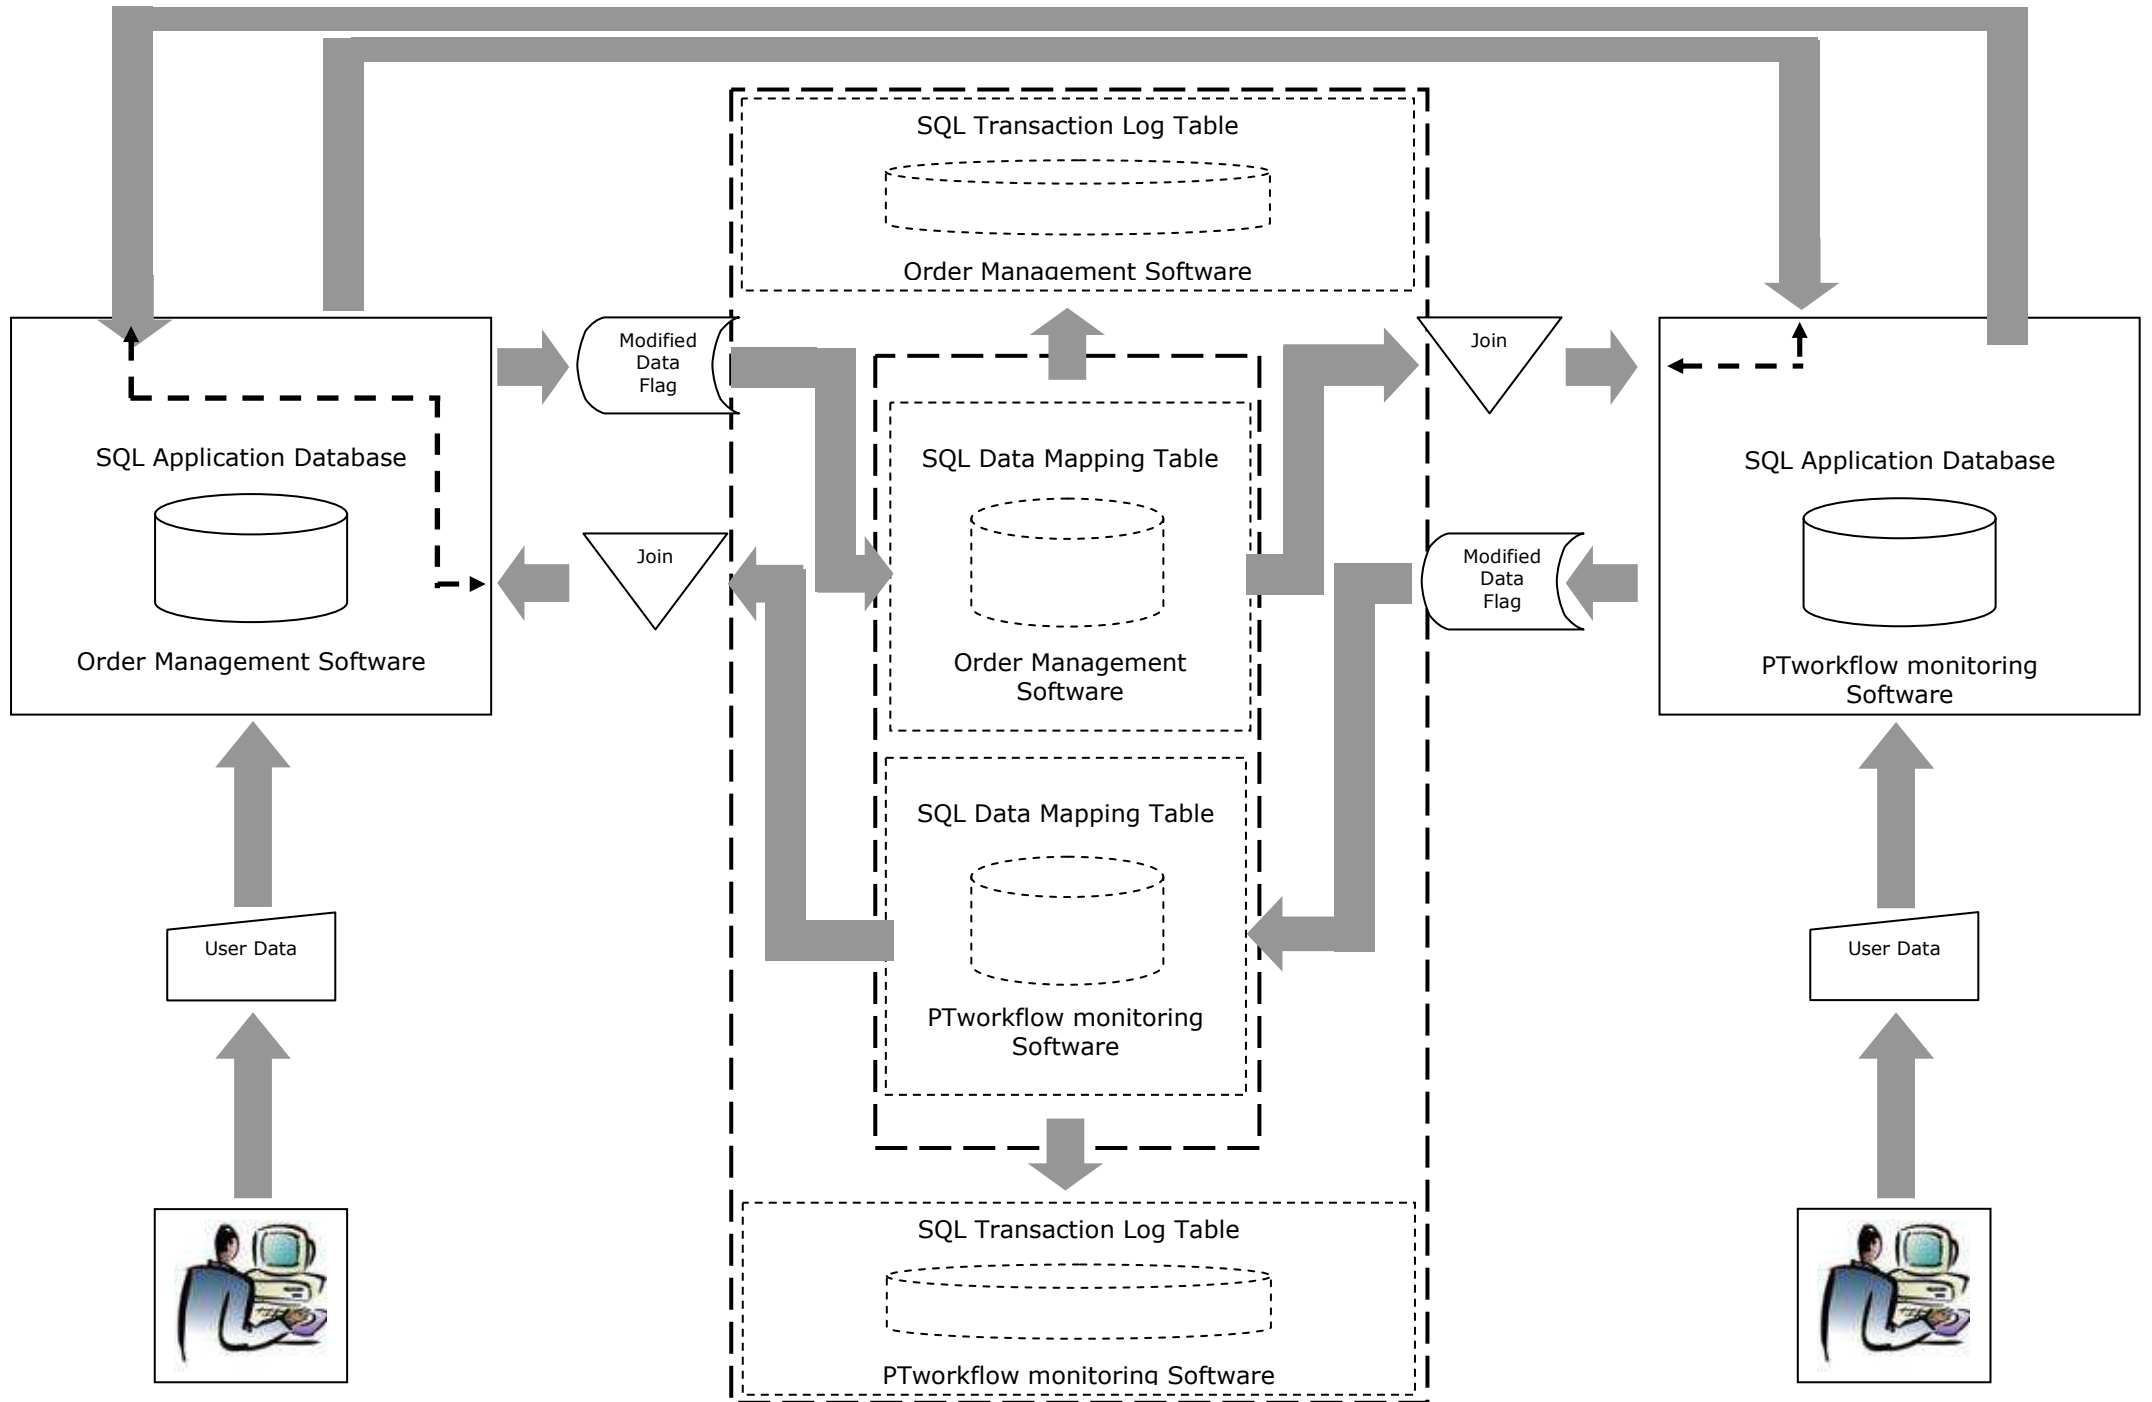 SQL Transaction Log Table
Order Management Software
Modified
Data
Flag
Join
SQL Application Database
Order Management Software
Join
SQL Data Mapping Table
Order Management
Software
SQL Application Database
PTworkflow monitoring
Software
Modified
Data
Flag
SQL Data Mapping Table
PTworkflow monitoring
Software
User Data
User Data
SQL Transaction Log Table
PTworkflow monitoring Software